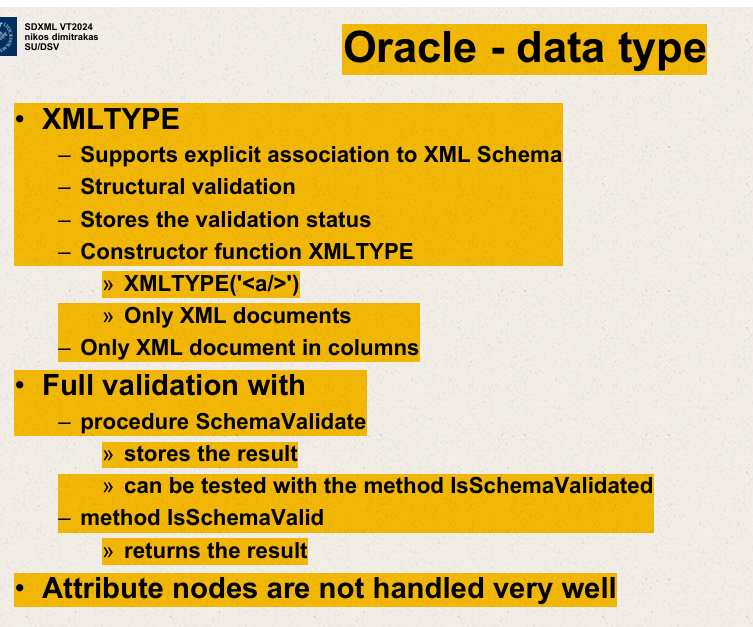 SDXML VT2024
nikos dimitrakas
SU/DSV
Oracle - data type
• XMLTYPE
– Supports explicit association to XML Schema
– Structural validation
– Stores the validation status
– Constructor function XMLTYPE
» XMLTYPE('<a/>')
» Only XML documents
– Only XML document in columns
• Full validation with
– procedure SchemaValidate
» stores the result
» can be tested with the method IsSchemaValidated
– method IsSchemaValid
» returns the result
• Attribute nodes are not handled very well